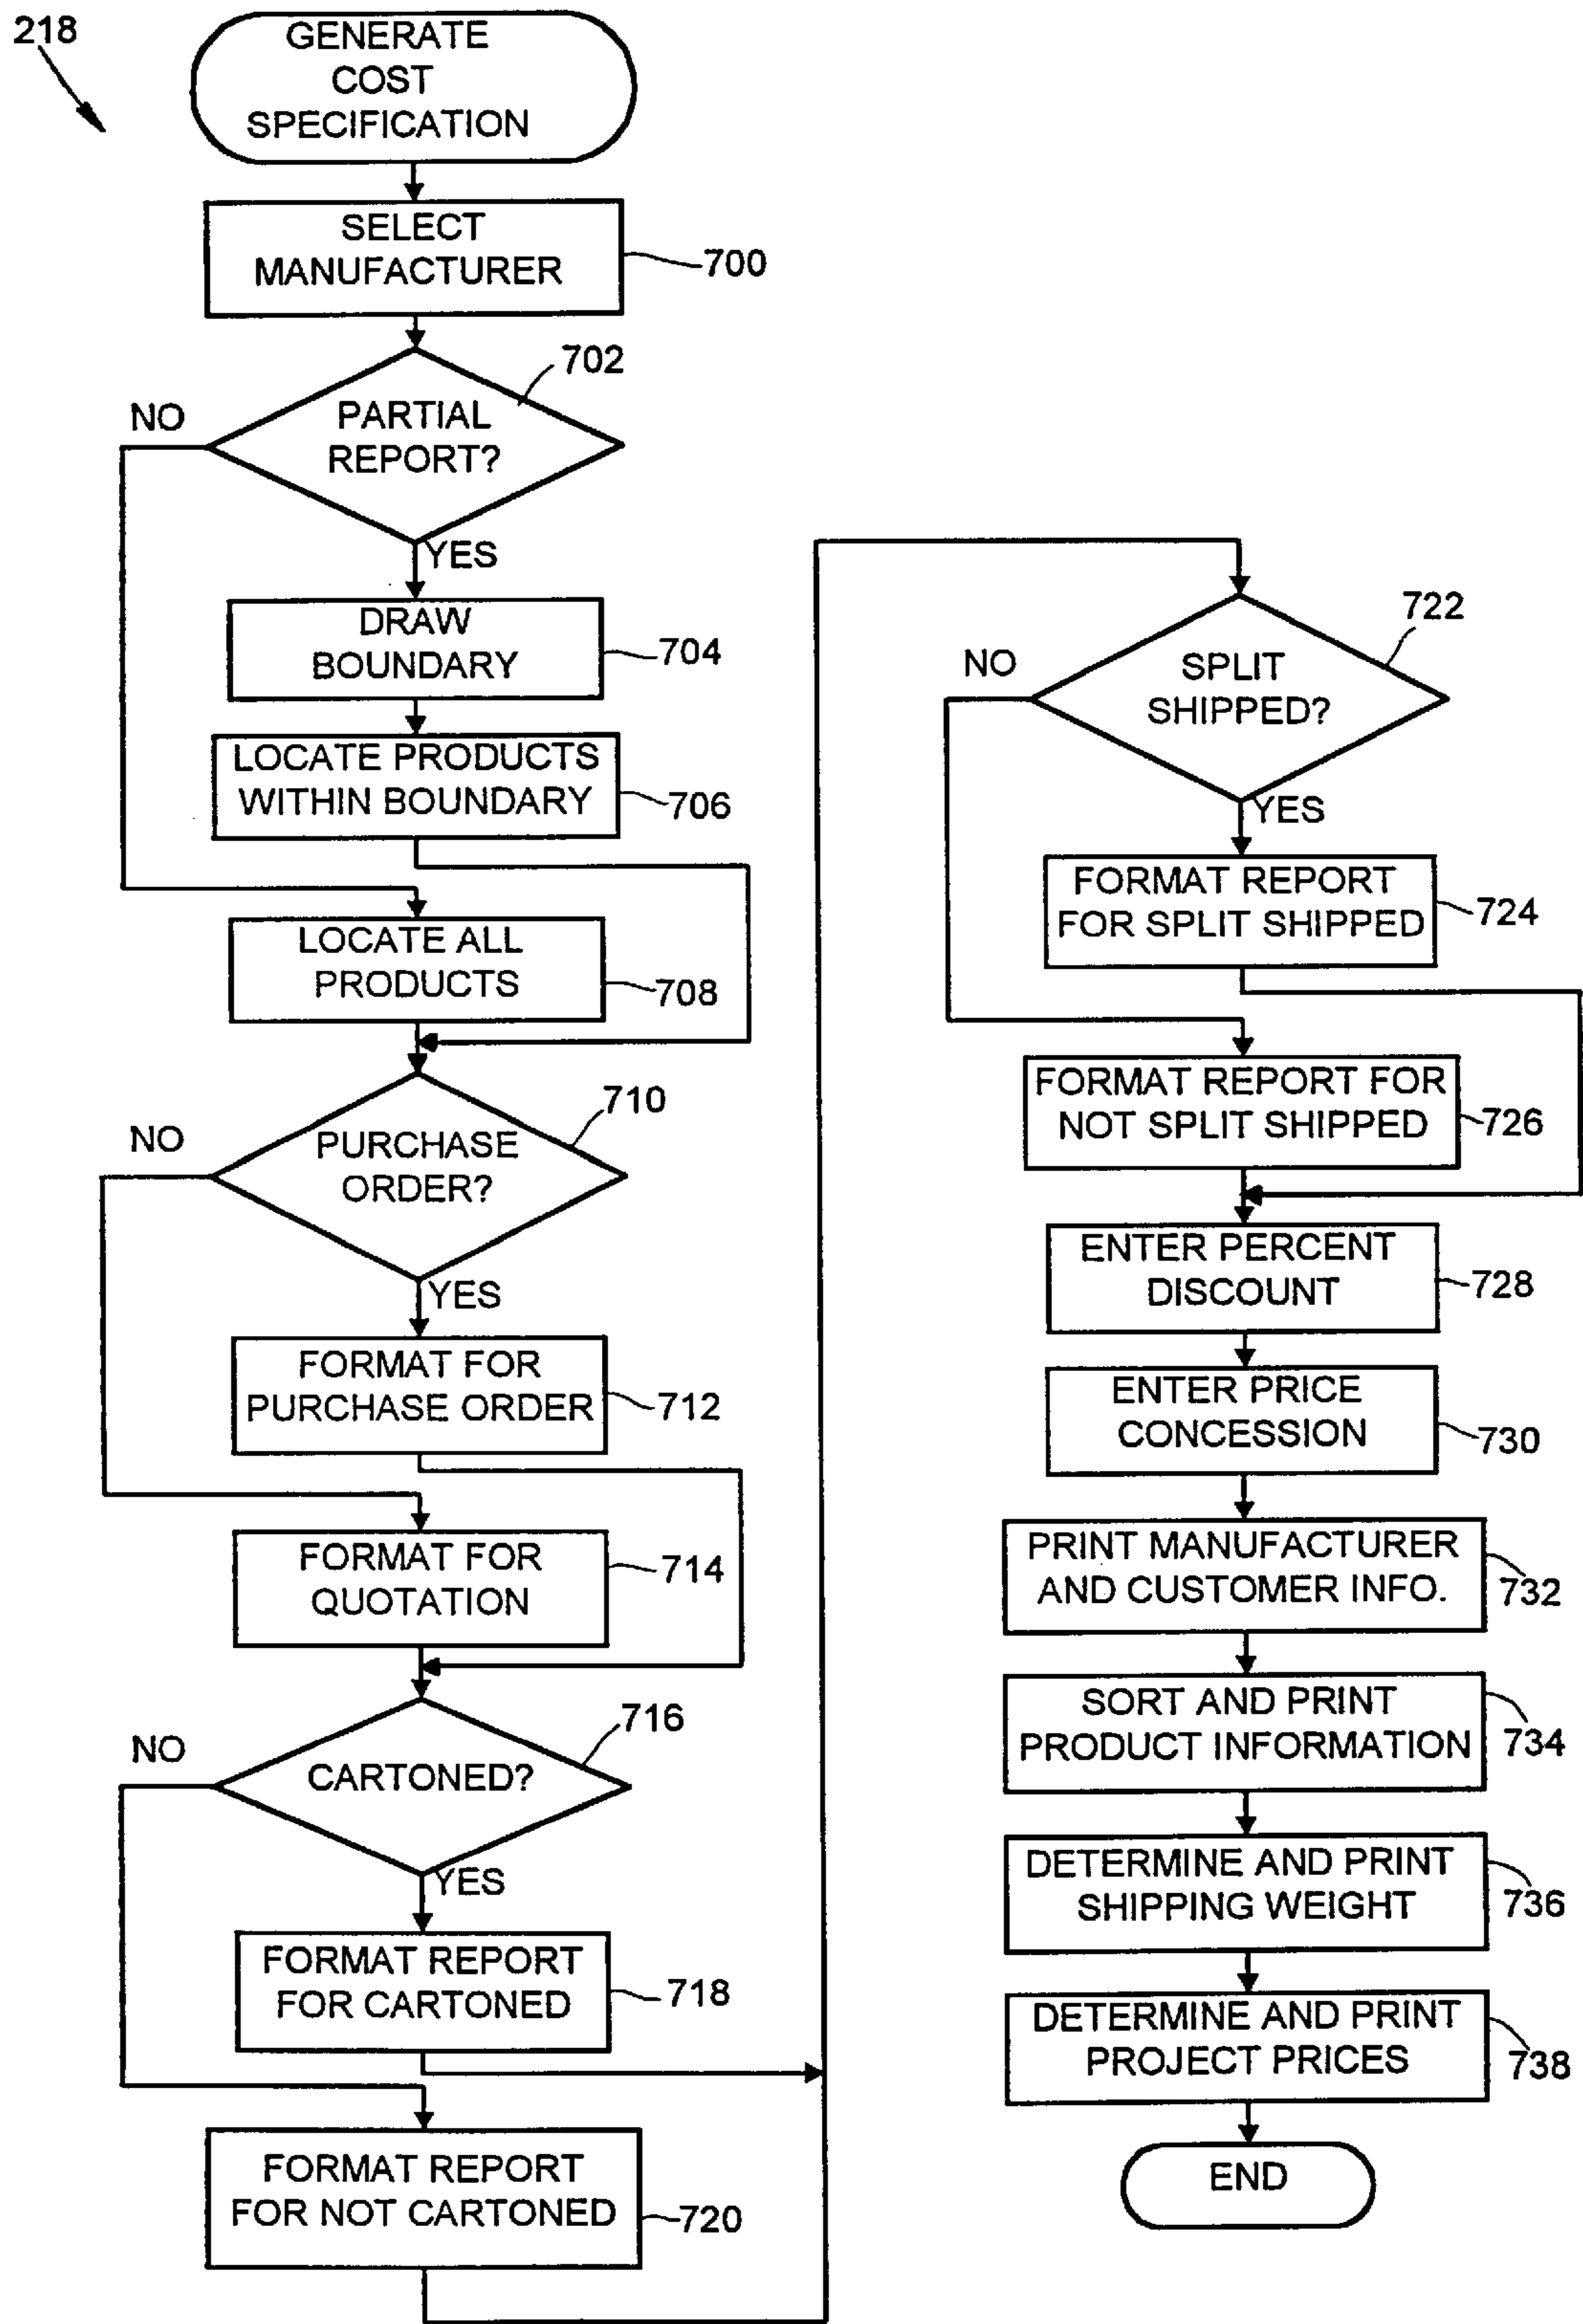 218
GENERATE
COST
SPECIFICATION
SELECT
MANUFACTURER
700
702
PARTIAL
REPORT?
NO
YES
DRAW
BOUNDARY
704
LOCATE PRODUCTS
WITHIN BOUNDARY
706
LOCATE ALL
PRODUCTS
708
710
PURCHASE
ORDER?
NO
YES
FORMAT FOR
PURCHASE ORDER
712
FORMAT FOR
QUOTATION
714
716
CARTONED?
NO
YES
FORMAT REPORT
FOR CARTONED
718
FORMAT REPORT
FOR NOT CARTONED
720
722
SPLIT
SHIPPED?
NO
YES
FORMAT REPORT
FOR SPLIT SHIPPED
724
FORMAT REPORT FOR
NOT SPLIT SHIPPED
726
ENTER PERCENT
DISCOUNT
728
ENTER PRICE
CONCESSION
730
PRINT MANUFACTURER
AND CUSTOMER INFO.
732
SORT AND PRINT
PRODUCT INFORMATION
734
DETERMINE AND PRINT
SHIPPING WEIGHT
736
DETERMINE AND PRINT
PROJECT PRICES
738
END